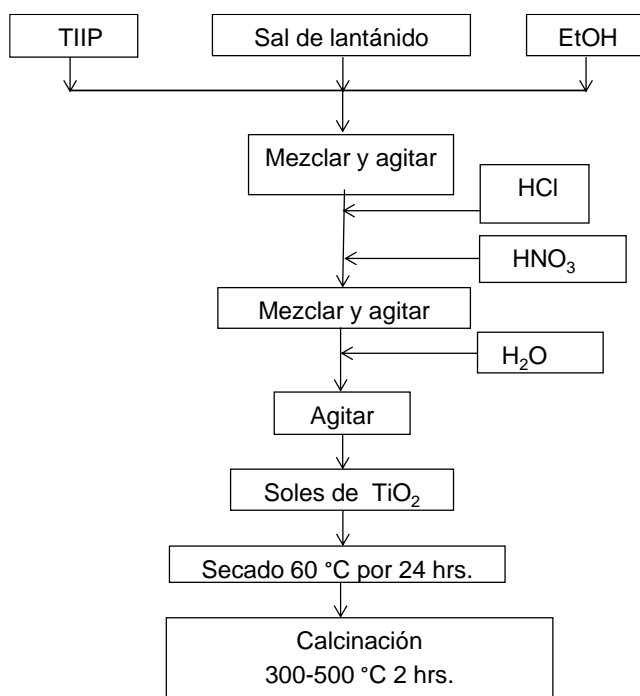 TIIP
Sal de lantánido
EtOH
Mezclar y agitar
HCl
HNO₃
Mezclar y agitar
H₂O
Agitar
Soles de TiO₂
Secado 60 °C por 24 hrs.
Calcinación
300-500 °C 2 hrs.